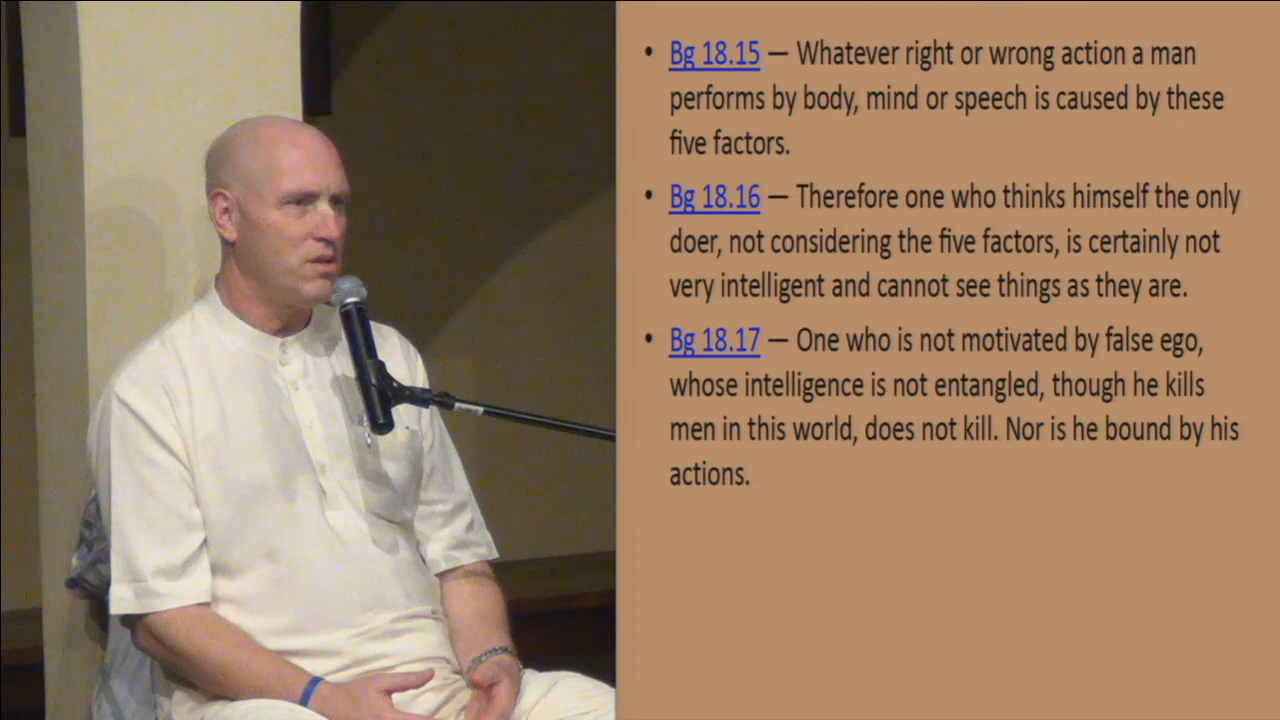 • Bg 18.15 — Whatever right or wrong action a man
performs by body, mind or speech is caused by these
five factors.
• Bg 18.16 — Therefore one who thinks himself the only
doer, not considering the five factors, is certainly not
very intelligent and cannot see things as they are.
• Bg 18.17 — One who is not motivated by false ego,
whose intelligence is not entangled, though he kills
men in this world, does not kill. Nor is he bound by his
actions.